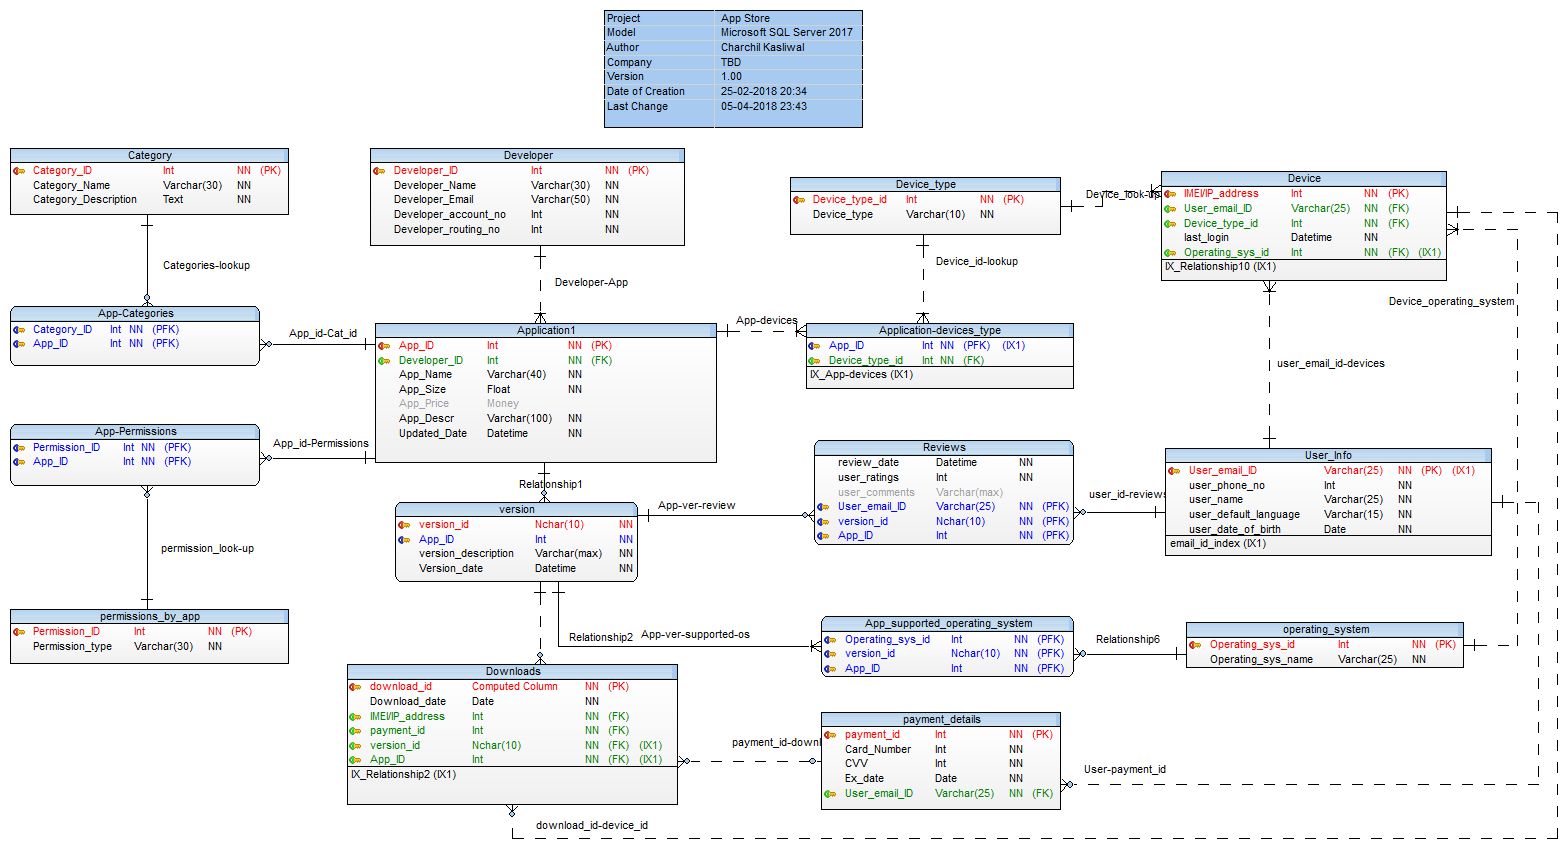 Project App Store
Model Microsoft SQL Server 2017
Author Charchil Kasliwal
Company TBD
Version 1.00
Date of Creation 25-02-2018 20:34
Last Change 05-04-2018 23:43
Category
Category_ID Int NN (PK)
Category_Name Varchar(30) NN
Category_Description Text NN
Developer
Developer_ID Int NN (PK)
Developer_Name Varchar(30) NN
Developer_Email Varchar(50) NN
Developer_account_no Int NN
Developer_routing_no Int NN
Device_type
Device_type_id Int NN (PK)
Device_type Varchar(10) NN
Device_look-up
Device
IMEI/IP_address Int NN (PK)
User_email_ID Varchar(25) NN (FK)
Device_type_id Int NN (FK)
last_login Datetime NN
Operating_sys_id Int NN (FK) (IX1)
IX_Relationship10 (IX1)
Categories-lookup
Developer-App
Device_id-lookup
Device_operating_system
App-Categories
Category_ID Int NN (PFK)
App_ID Int NN (PFK)
App_id-Cat_id
Application1
App_ID Int NN (PK)
Developer_ID Int NN (FK)
App_Name Varchar(40) NN
App_Size Float NN
App_Price Money
App_Descr Varchar(100) NN
Updated_Date Datetime NN
App-devices
Application-devices_type
App_ID Int NN (PFK) (IX1)
Device_type_id Int NN (FK)
IX_App-devices (IX1)
user_email_id-devices
App-Permissions
Permission_ID Int NN (PFK)
App_ID Int NN (PFK)
App_id-Permissions
Relationship1
Reviews
review_date Datetime NN
user_ratings Int NN
user_comments Varchar(max)
User_email_ID Varchar(25) NN (PFK)
version_id Nchar(10) NN (PFK)
App_ID Int NN (PFK)
user_id-reviews
User_Info
User_email_ID Varchar(25) NN (PK) (IX1)
user_phone_no Int NN
user_name Varchar(25) NN
user_default_language Varchar(15) NN
user_date_of_birth Date NN
email_id_index (IX1)
version
version_id Nchar(10) NN
App_ID Int NN
version_description Varchar(max) NN
Version_date Datetime NN
App-ver-review
permission_look-up
permissions_by_app
Permission_ID Int NN (PK)
Permission_type Varchar(30) NN
Relationship2
App-ver-supported-os
App_supported_operating_system
Operating_sys_id Int NN (PFK)
version_id Nchar(10) NN (PFK)
App_ID Int NN (PFK)
Relationship6
operating_system
Operating_sys_id Int NN (PK)
Operating_sys_name Varchar(25) NN
Downloads
download_id Computed Column NN (PK)
Download_date Date NN
IMEI/IP_address Int NN (FK)
payment_id Int NN (FK)
version_id Nchar(10) NN (FK) (IX1)
App_ID Int NN (FK) (IX1)
IX_Relationship2 (IX1)
payment_id-downl
payment_details
payment_id Int NN (PK)
Card_Number Int NN
CVV Int NN
Ex_date Date NN
User_email_ID Varchar(25) NN (FK)
User-payment_id
download_id-device_id